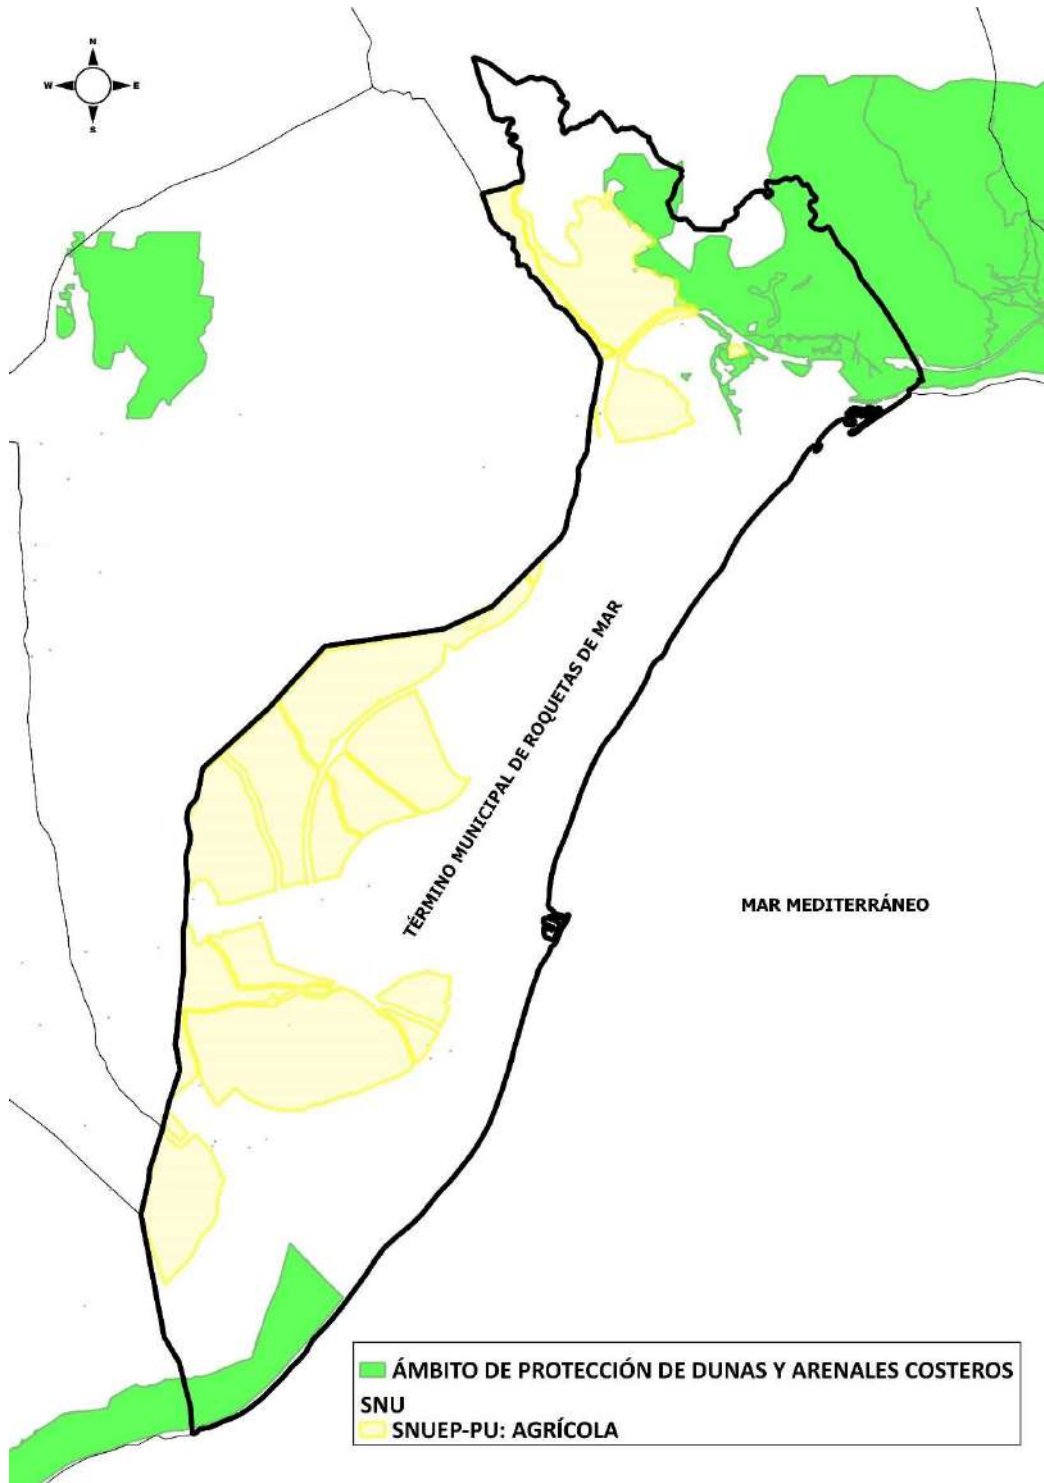 N
W E
S
TÉRMINO MUNICIPAL DE ROQUETAS DE MAR
MAR MEDITERRÁNEO
ÁMBITO DE PROTECCIÓN DE DUNAS Y ARENALES COSTEROS
SNU
SNUEP-PU: AGRÍCOLA